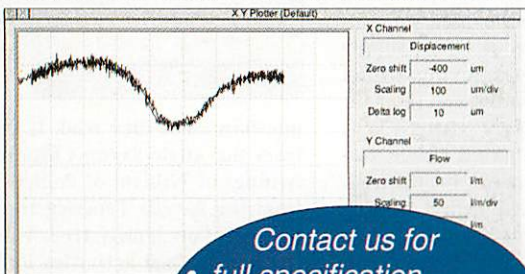 X Y Plotter (Default)
X Channel
Displacement
Zero shift -400 um
Scaling 100 um/div
Delta log 10 um
Y Channel
Flow
Zero shift 0 l/m
Scaling 50 l/m/div
l/m
Contact us for
• full specification